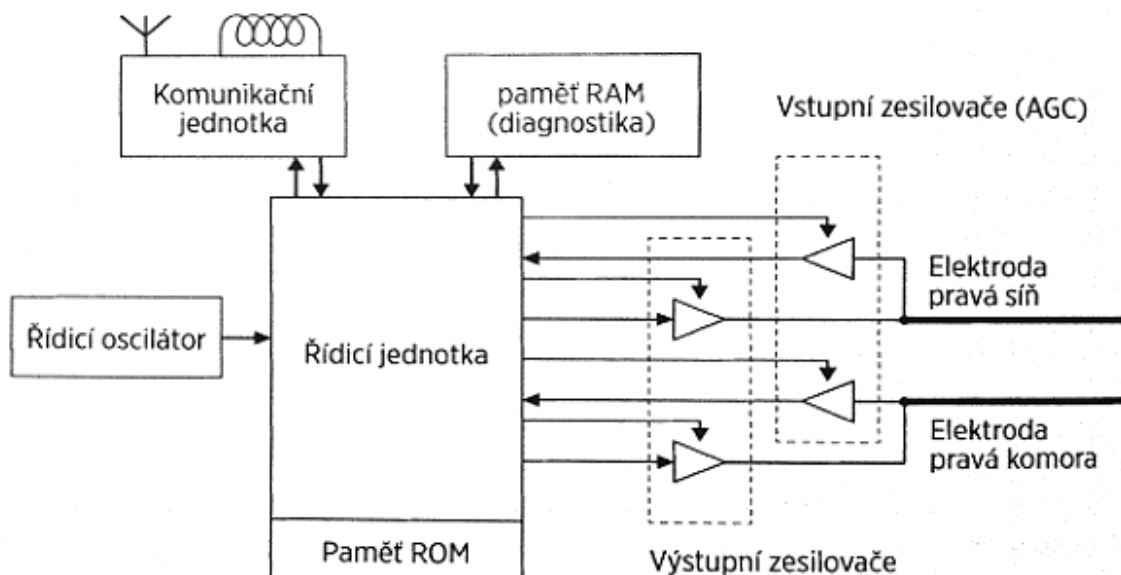 Komunikační
jednotka
paměť RAM
(diagnostika)
Vstupní zesilovače (AGC)
Elektroda
pravá síň
Řídicí oscilátor
Řídicí jednotka
Elektroda
pravá komora
Paměť ROM
Výstupní zesilovače